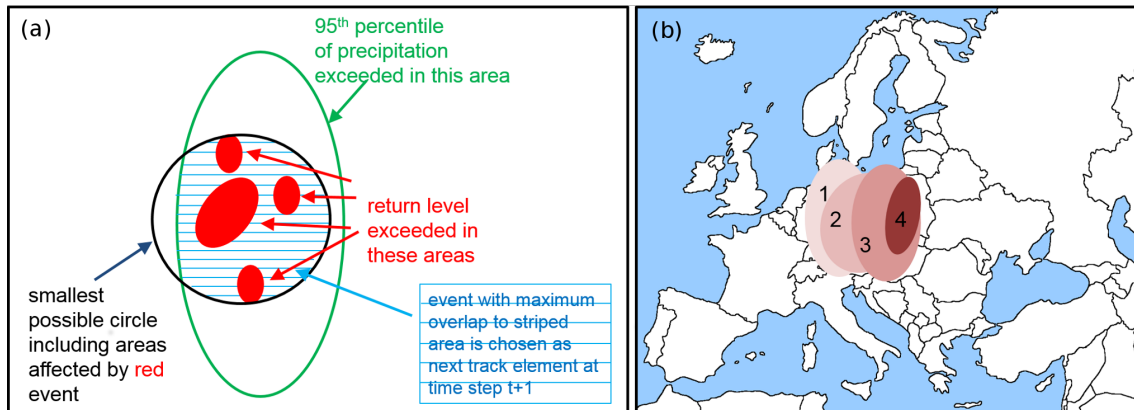 (a)
95th percentile
of precipitation
exceeded in this area
return level
exceeded in
these areas
smallest
possible circle
including areas
affected by red
event
event with maximum
overlap to striped
area is chosen as
next track element at
time step t+1
(b)
1
2
3
4